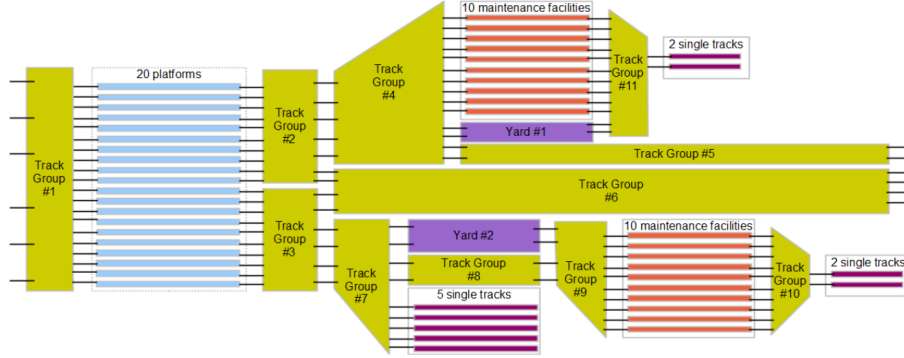 10 maintenance facilities
2 single tracks
20 platforms
Track
Group
#4
Track
Group
#11
Track
Group
#2
Yard #1
Track Group #5
Track
Group
#1
Track Group
#6
Track
Group
#3
Yard #2
10 maintenance facilities
Track Group
#8
Track
Group
#7
Track
Group
#9
Track
Group
#10
2 single tracks
5 single tracks